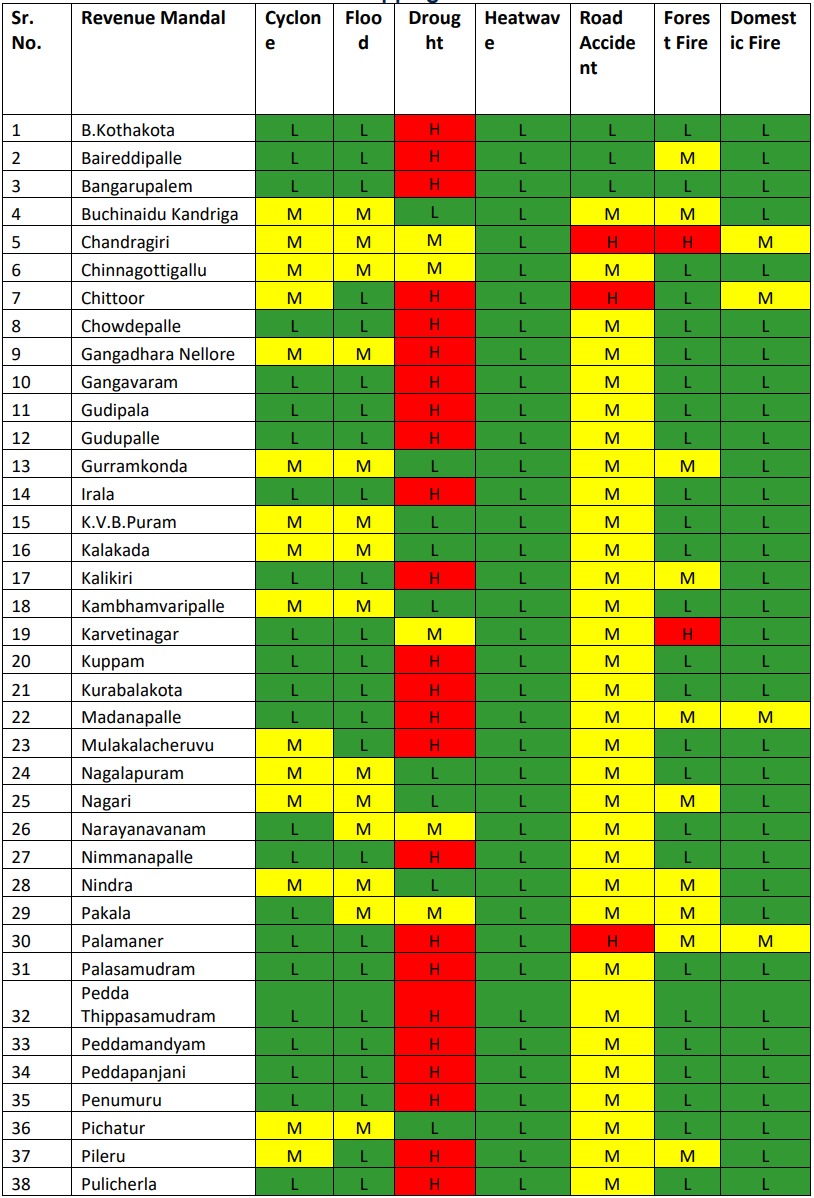 Sr. No. Revenue Mandal Cyclone Flood Drought Heatwave Road Accident Forest Fire Domestic Fire
1 B.Kothakota L L H L L L L
2 Baireddipalle L L H L L M L
3 Bangarupalem L L H L L L L
4 Buchinaidu Kandriga M M L L M M L
5 Chandragiri M M M L H H M
6 Chinnagottigallu M M M L M L L
7 Chittoor M L H L H L M
8 Chowdepalle L L H L M L L
9 Gangadhara Nellore M M H L M L L
10 Gangavaram L L H L M L L
11 Gudipala L L H L M L L
12 Gudupalle L L H L M L L
13 Gurramkonda M M L L M M L
14 Irala L L H L M L L
15 K.V.B.Puram M M L L M L L
16 Kalakada M M L L M L L
17 Kalikiri L L H L M M L
18 Kambhamvaripalle M M L L M L L
19 Karvetinagar L L M L M H L
20 Kuppam L L H L M L L
21 Kurabalakota L L H L M L L
22 Madanapalle L L H L M M M
23 Mulakalacheruvu M L H L M L L
24 Nagalapuram M M L L M L L
25 Nagari M M L L M M L
26 Narayanavanam L M M L M L L
27 Nimmanapalle L L H L M L L
28 Nindra M M L L M M L
29 Pakala L M M L M M L
30 Palamaner L L H L H M M
31 Palasamudram L L H L M L L
32 Pedda Thippasamudram L L H L M L L
33 Peddamandyam L L H L M L L
34 Peddapanjani L L H L M L L
35 Penumuru L L H L M L L
36 Pichatur M M L L M L L
37 Pileru M L H L M M L
38 Pulicherla L L H L M L L